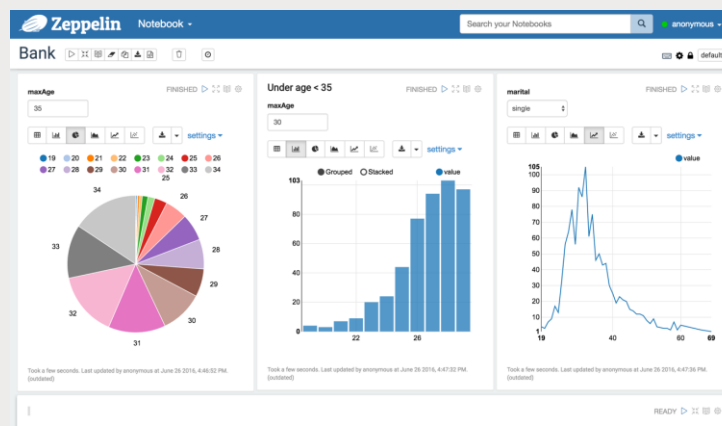 Zeppelin Notebook Search your Notebooks anonymous
Bank default
maxAge FINISHED
35
settings
19 20 21 22 23 24 25 26
27 28 29 30 31 32 33 34
25
26
27
28
29
30
31
32
33
34
Took a few seconds. Last updated by anonymous at June 26 2016, 4:46:52 PM.
(outdated)
Under age < 35 FINISHED
maxAge
30
settings
Grouped Stacked value
103
80
60
40
20
0
22 26
Took a few seconds. Last updated by anonymous at June 26 2016, 4:47:32 PM.
(outdated)
marital FINISHED
single
settings
value
105
100
90
80
70
60
50
40
30
20
10
1
19 40 60 69
Took a few seconds. Last updated by anonymous at June 26 2016, 4:47:36 PM.
(outdated)
READY